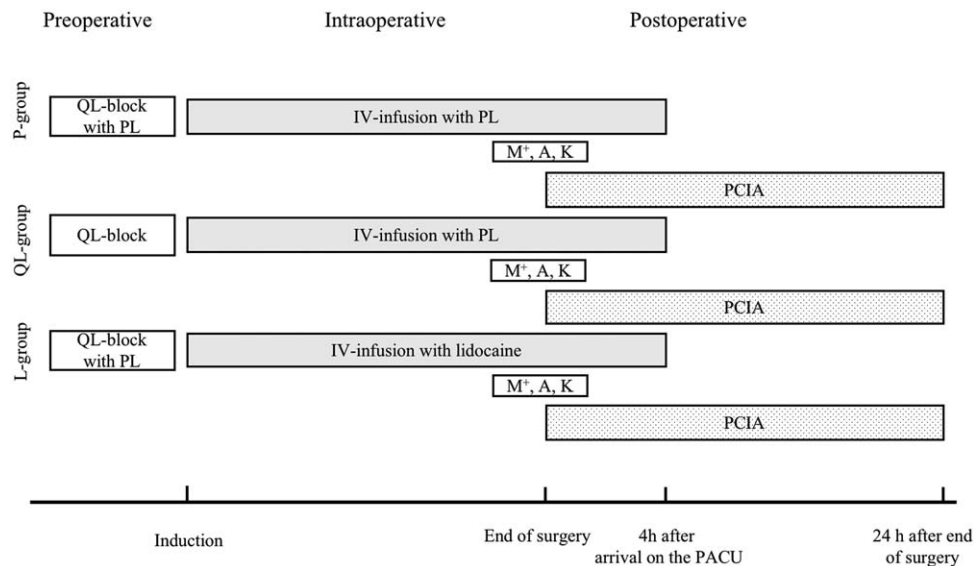 Preoperative
Intraoperative
Postoperative
P-group
QL-block
with PL
IV-infusion with PL
M⁺, A, K
PCIA
QL-group
QL-block
IV-infusion with PL
M⁺, A, K
PCIA
L-group
QL-block
with PL
IV-infusion with lidocaine
M⁺, A, K
PCIA
Induction
End of surgery
4h after
arrival on the PACU
24 h after end
of surgery